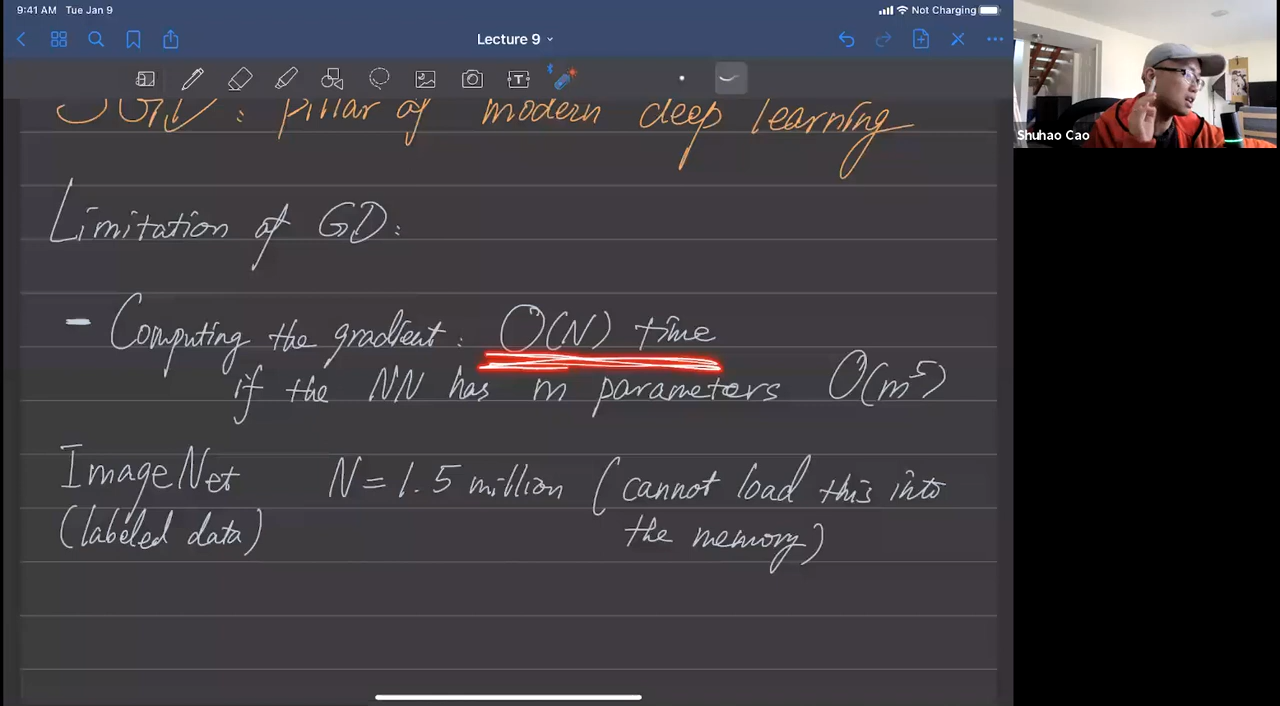 9:41 AM Tue Jan 9
Not Charging
Lecture 9
Shuhao Cao
SGD: pillar of modern deep learning
Limitation of GD:
- Computing the gradient: O(N) time
if the NN has m parameters O(m^5)
ImageNet N = 1.5 million (cannot load this into
(labeled data) the memory)